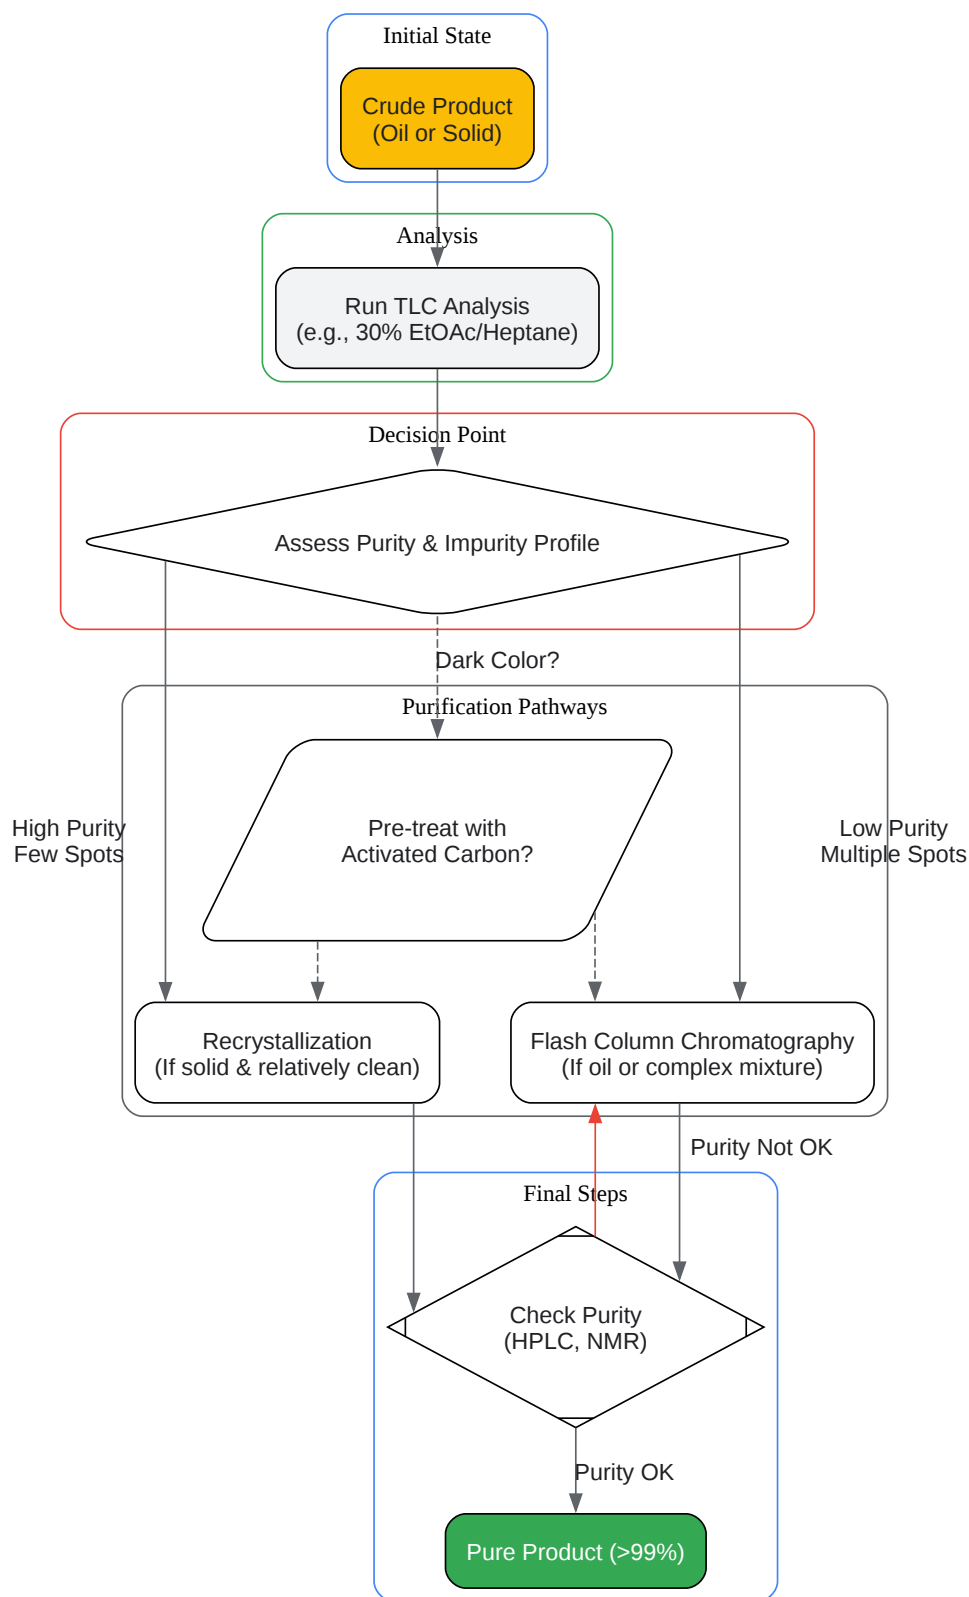 Initial State
Crude Product
(Oil or Solid)
Analysis
Run TLC Analysis
(e.g., 30% EtOAc/Heptane)
Decision Point
Assess Purity & Impurity Profile
Dark Color?
Purification Pathways
High Purity
Few Spots
Pre-treat with
Activated Carbon?
Low Purity
Multiple Spots
Recrystallization
(If solid & relatively clean)
Flash Column Chromatography
(If oil or complex mixture)
Purity Not OK
Final Steps
Check Purity
(HPLC, NMR)
Purity OK
Pure Product (>99%)